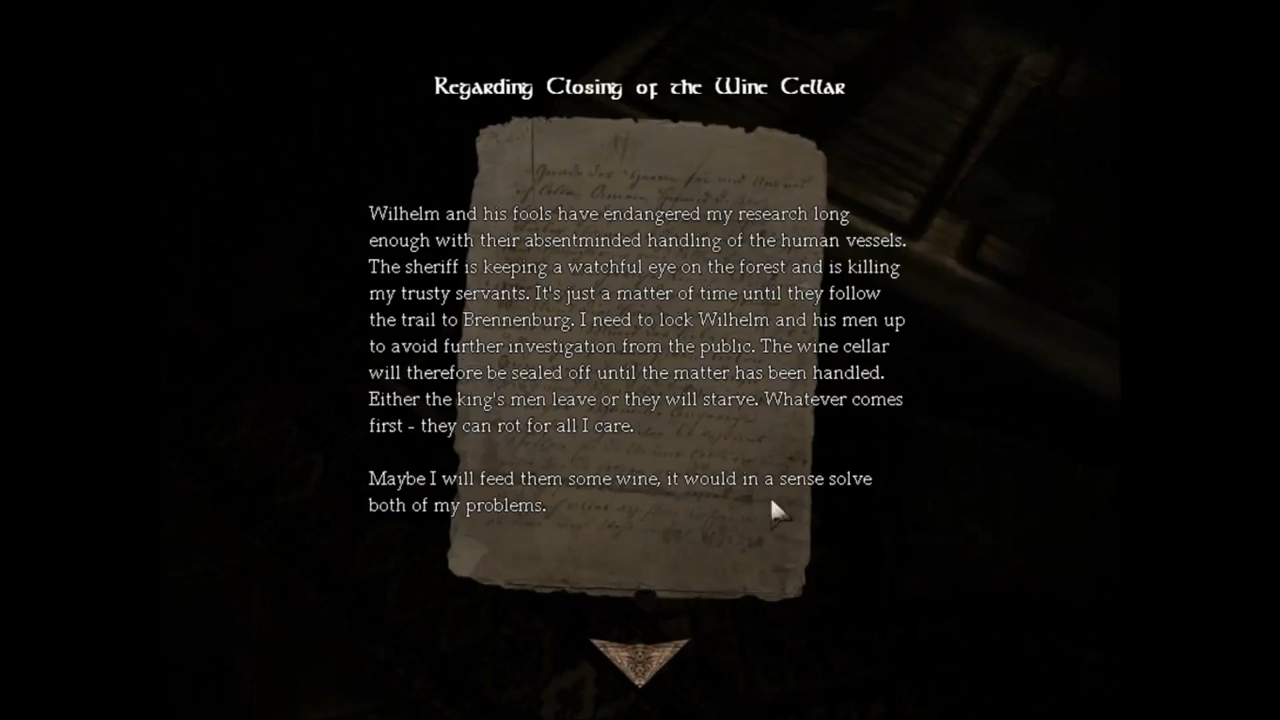 Regarding Closing of the Wine Cellar
Wilhelm and his fools have endangered my research long
enough with their absentminded handling of the human vessels.
The sheriff is keeping a watchful eye on the forest and is killing
my trusty servants. It's just a matter of time until they follow
the trail to Brennenburg. I need to lock Wilhelm and his men up
to avoid further investigation from the public. The wine cellar
will therefore be sealed off until the matter has been handled.
Either the king's men leave or they will starve. Whatever comes
first - they can rot for all I care.
Maybe I will feed them some wine, it would in a sense solve
both of my problems.